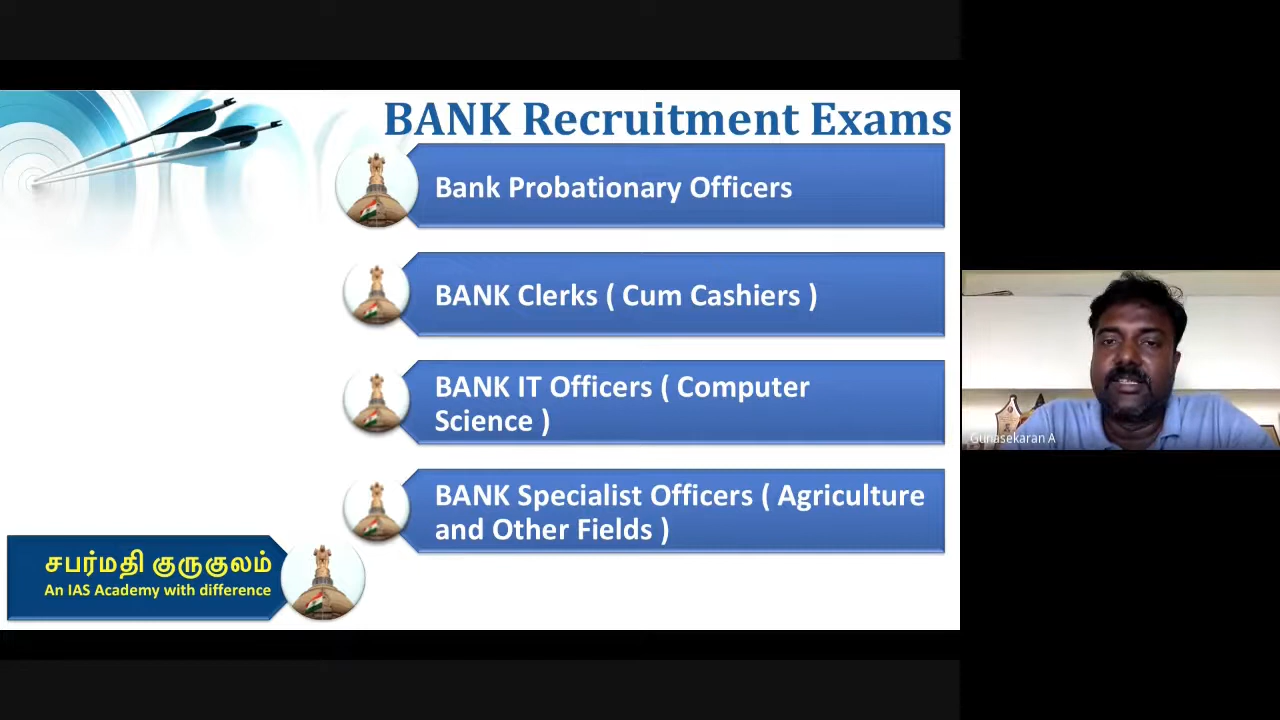 BANK Recruitment Exams
Bank Probationary Officers
BANK Clerks ( Cum Cashiers )
BANK IT Officers ( Computer
Science )
BANK Specialist Officers ( Agriculture
and Other Fields )
சபர்மதி குருகுலம்
An IAS Academy with difference
Gunasekaran A